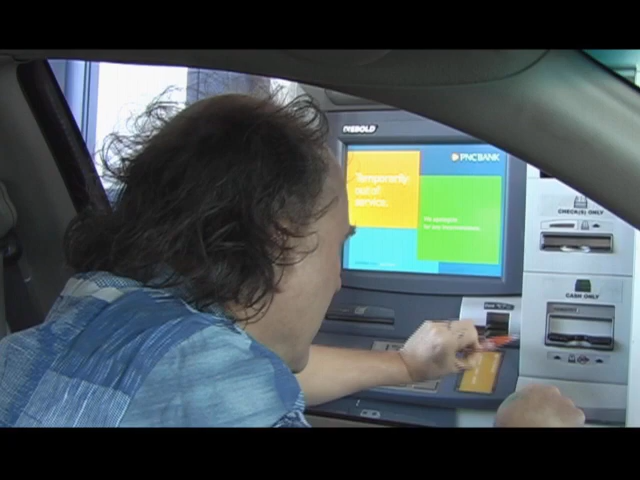 DIEBOLD
PNCBANK
Temporarily
out of
service.
We apologize
for any inconvenience.
CHECK(S) ONLY
CASH ONLY